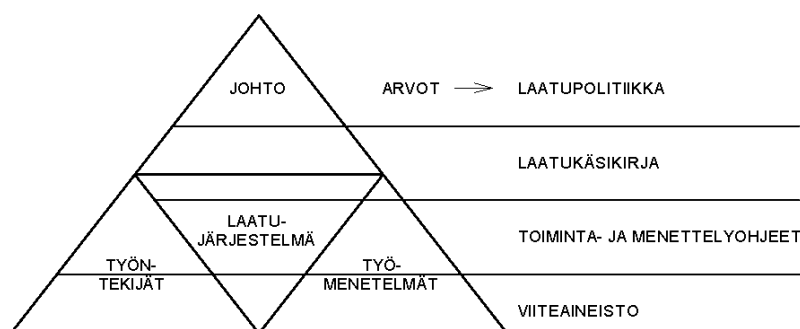 JOHTO
ARVOT → LAATUPOLITIIKKA
LAATUKÄSIKIRJA
LAATU-
JÄRJESTELMÄ
TOIMINTA- JA MENETTELYOHJEET
TYÖN-
TEKIJÄT
TYÖ-
MENETELMÄT
VIITEAINEISTO